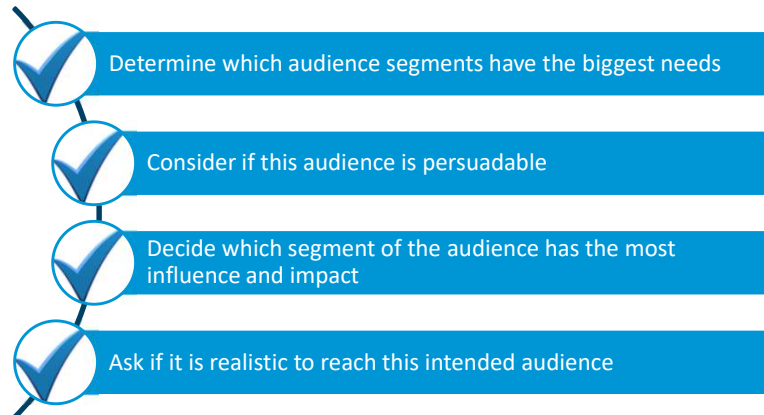 Determine which audience segments have the biggest needs
Consider if this audience is persuadable
Decide which segment of the audience has the most
influence and impact
Ask if it is realistic to reach this intended audience